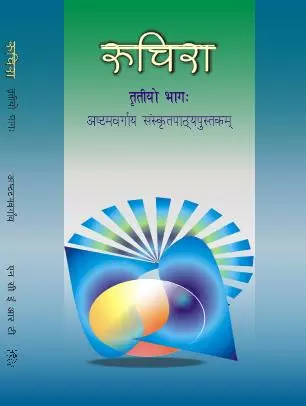 रुचिरा
तृतीयो भागः
अष्टमवर्गाय संस्कृतपाठ्यपुस्तकम्
रुचिरा
तृतीयो भागः
अष्टमवर्गाय
एन सी ई आर टी